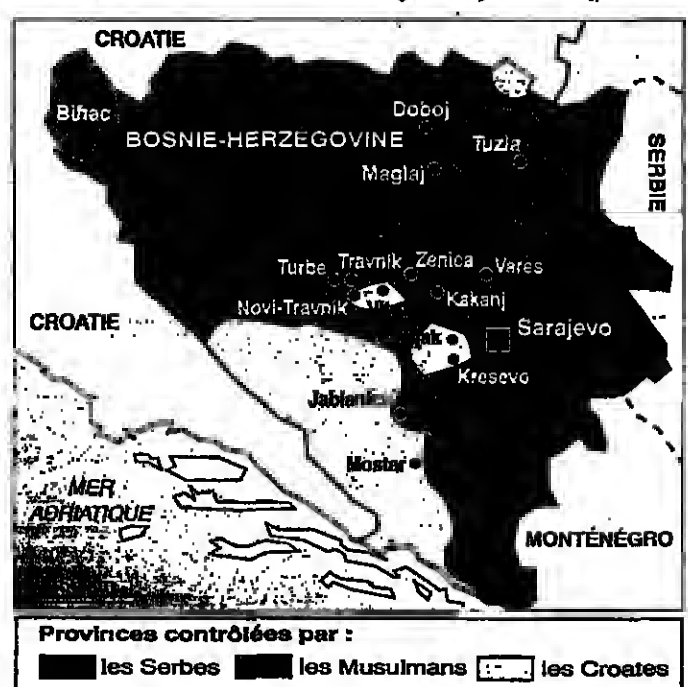 CROATIE
Bihac
Doboj
BOSNIE-HERZEGOVINE
Tuzla
SERBIE
Maglaj
Turbe
Travnik
Zenica
Vares
Novi-Travnik
Kakanj
CROATIE
Sarajevo
Kresevo
Jablanica
Mostar
MER
ADRIATIQUE
MONTÉNÉGRO
Provinces contrôlées par :
les Serbes les Musulmans les Croates